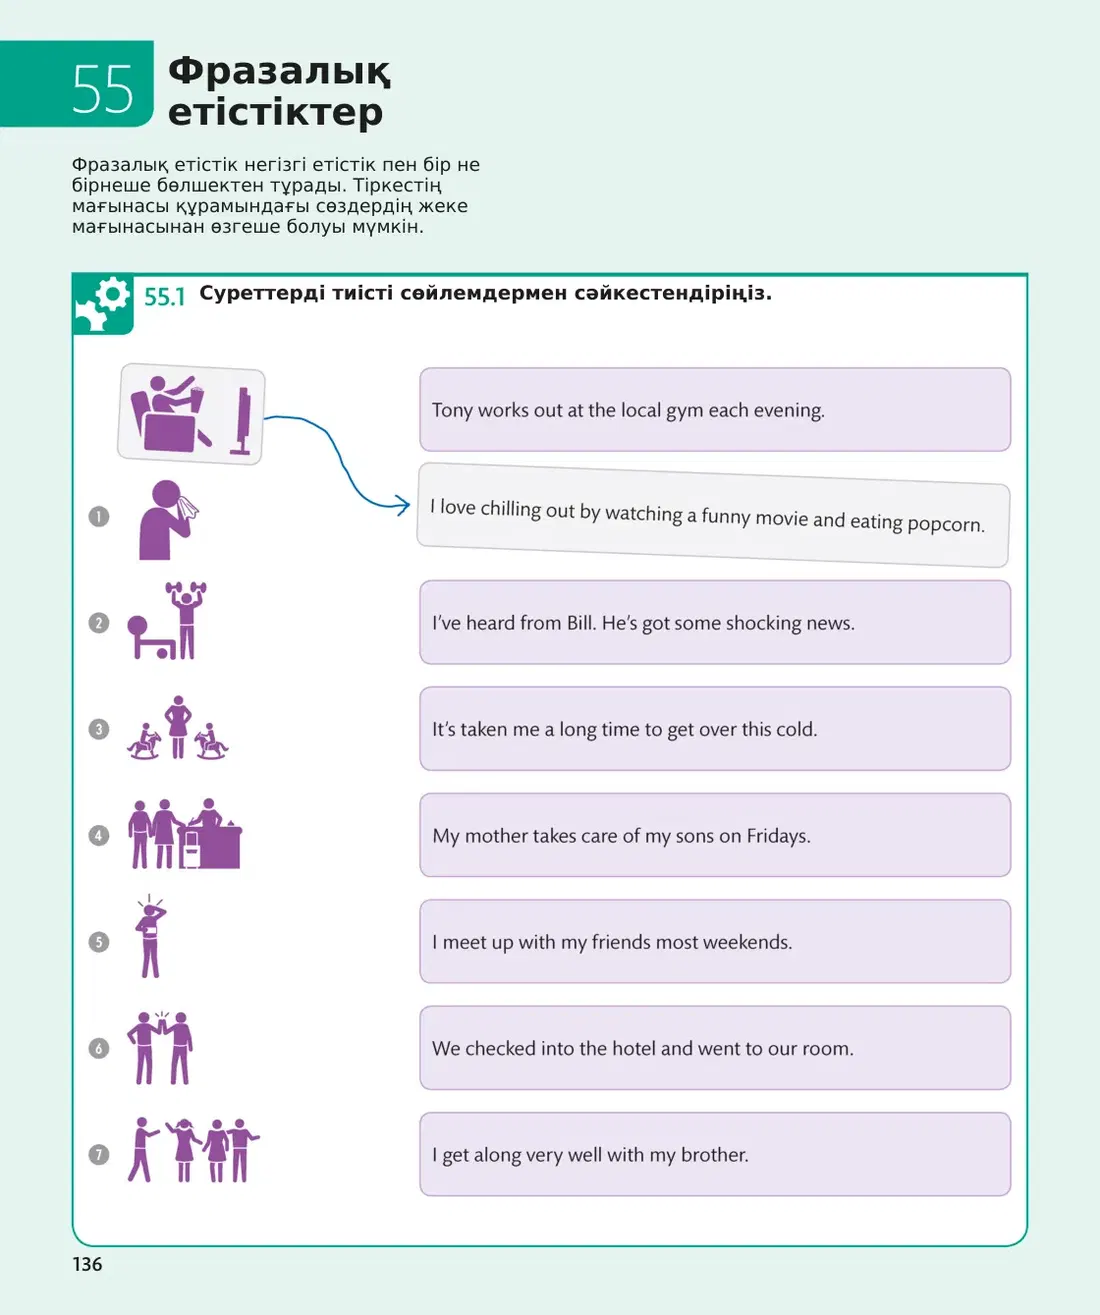 55
Фразалық
етістіктер
Фразалық етістік негізгі етістік пен бір не
бірнеше бөлшектен тұрады. Тіркестің
мағынасы құрамындағы сөздердің жеке
мағынасынан өзгеше болуы мүмкін.
55.1 Суреттерді тиісті сөйлемдермен сәйкестендіріңіз.
Tony works out at the local gym each evening.
I love chilling out by watching a funny movie and eating popcorn.
1
2
I've heard from Bill. He's got some shocking news.
3
It's taken me a long time to get over this cold.
4
My mother takes care of my sons on Fridays.
5
I meet up with my friends most weekends.
6
We checked into the hotel and went to our room.
7
I get along very well with my brother.
136